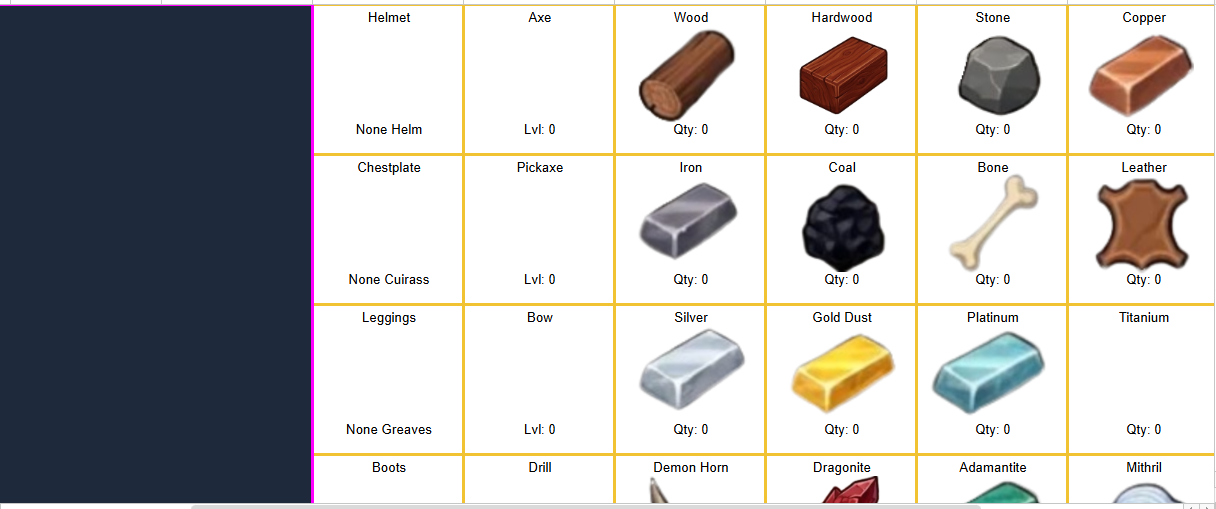 Helmet Axe Wood Hardwood Stone Copper
None Helm Lvl: 0 Qty: 0 Qty: 0 Qty: 0 Qty: 0
Chestplate Pickaxe Iron Coal Bone Leather
None Cuirass Lvl: 0 Qty: 0 Qty: 0 Qty: 0 Qty: 0
Leggings Bow Silver Gold Dust Platinum Titanium
None Greaves Lvl: 0 Qty: 0 Qty: 0 Qty: 0 Qty: 0
Boots Drill Demon Horn Dragonite Adamantite Mithril